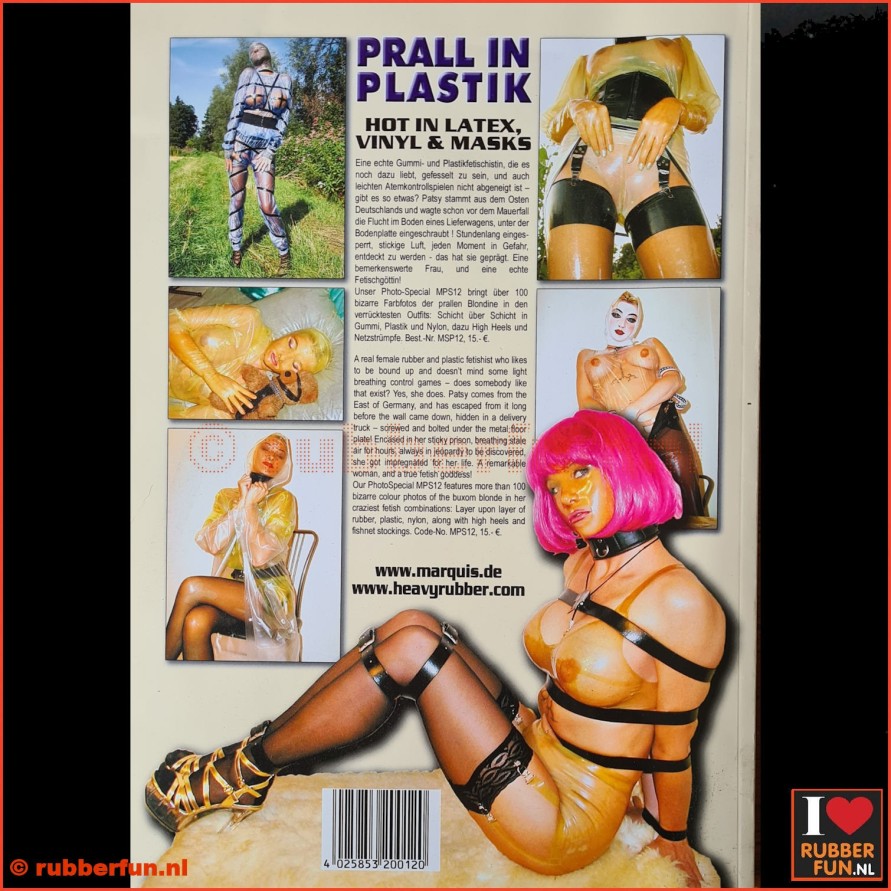 PRALL IN
PLASTIK
HOT IN LATEX,
VINYL & MASKS
Eine echte Gummi- und Plastikfetischistin, die es
noch dazu liebt, gefesselt zu sein, und auch
leichten Atemkontrollspielen nicht abgeneigt ist –
gibt es so etwas? Patsy stammt aus dem Osten
Deutschlands und wagte schon vor dem Mauerfall
die Flucht im Boden eines Lieferwagens, unter der
Bodenplatte eingeschraubt ! Stundenlang einges-
perrt, stickige Luft, jeden Moment in Gefahr,
entdeckt zu werden - das hat sie geprägt. Eine
bemerkenswerte Frau, und eine echte
Fetischgöttin!
Unser Photo-Special MPS12 bringt über 100
bizarre Farbfotos der prallen Blondine in den
verrücktesten Outfits: Schicht über Schicht in
Gummi, Plastik und Nylon, dazu High Heels und
Netzstrümpfe. Best.-Nr. MSP12, 15.- €.
A real female rubber and plastic fetishist who likes
to be bound up and doesn't mind some light
breathing control games – does somebody like
that exist? Yes, she does. Patsy comes from the
East of Germany, and has escaped from it long
before the wall came down, hidden in a delivery
truck – screwed and bolted under the metal floor
plate! Encased in her sticky prison, breathing stale
air for hours, always in jeopardy to be discovered,
she got impregnated for her life. A remarkable
woman, and a true fetish goddess!
Our PhotoSpecial MPS12 features more than 100
bizarre colour photos of the buxom blonde in her
craziest fetish combinations: Layer upon layer of
rubber, plastic, nylon, along with high heels and
fishnet stockings. Code-No. MPS12, 15.- €.
www.marquis.de
www.heavyrubber.com
4 025853 200120
© rubberfun.nl
I
RUBBER
FUN.NL